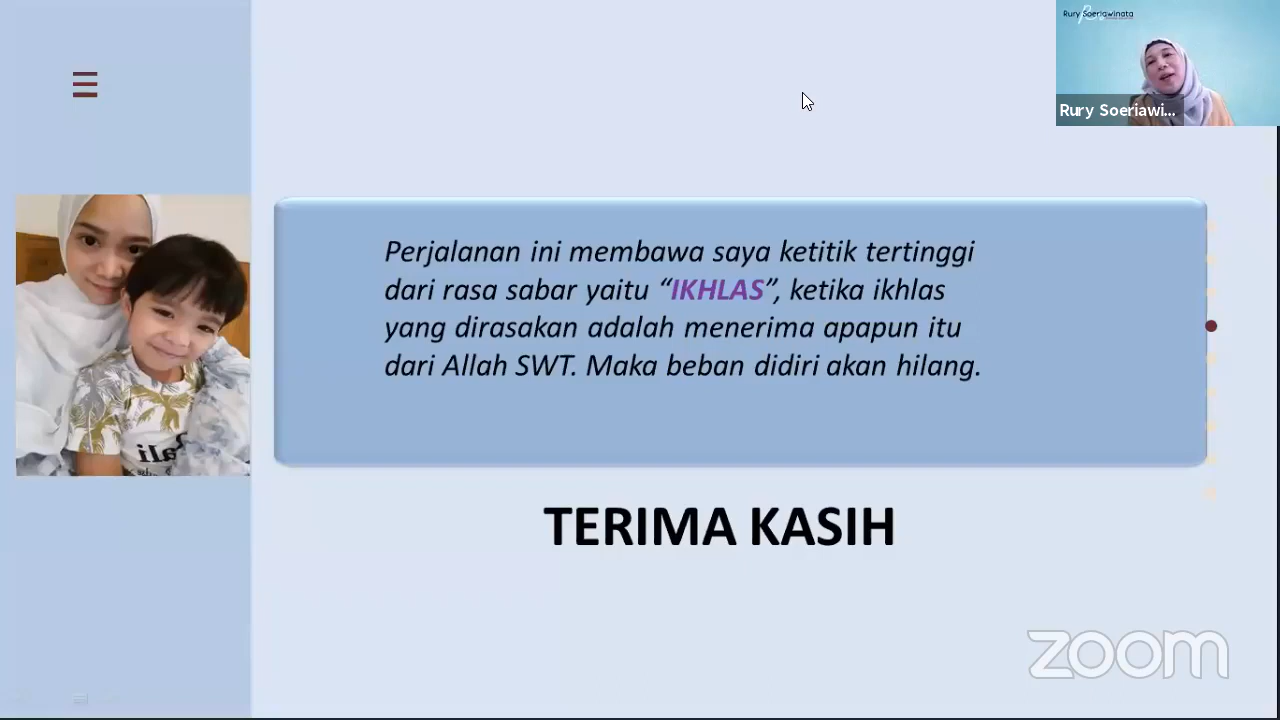 Rury Soeriawinata
Rury Soeriawi...
Perjalanan ini membawa saya ketitik tertinggi
dari rasa sabar yaitu “IKHLAS”, ketika ikhlas
yang dirasakan adalah menerima apapun itu
dari Allah SWT. Maka beban didiri akan hilang.
TERIMA KASIH
zoom